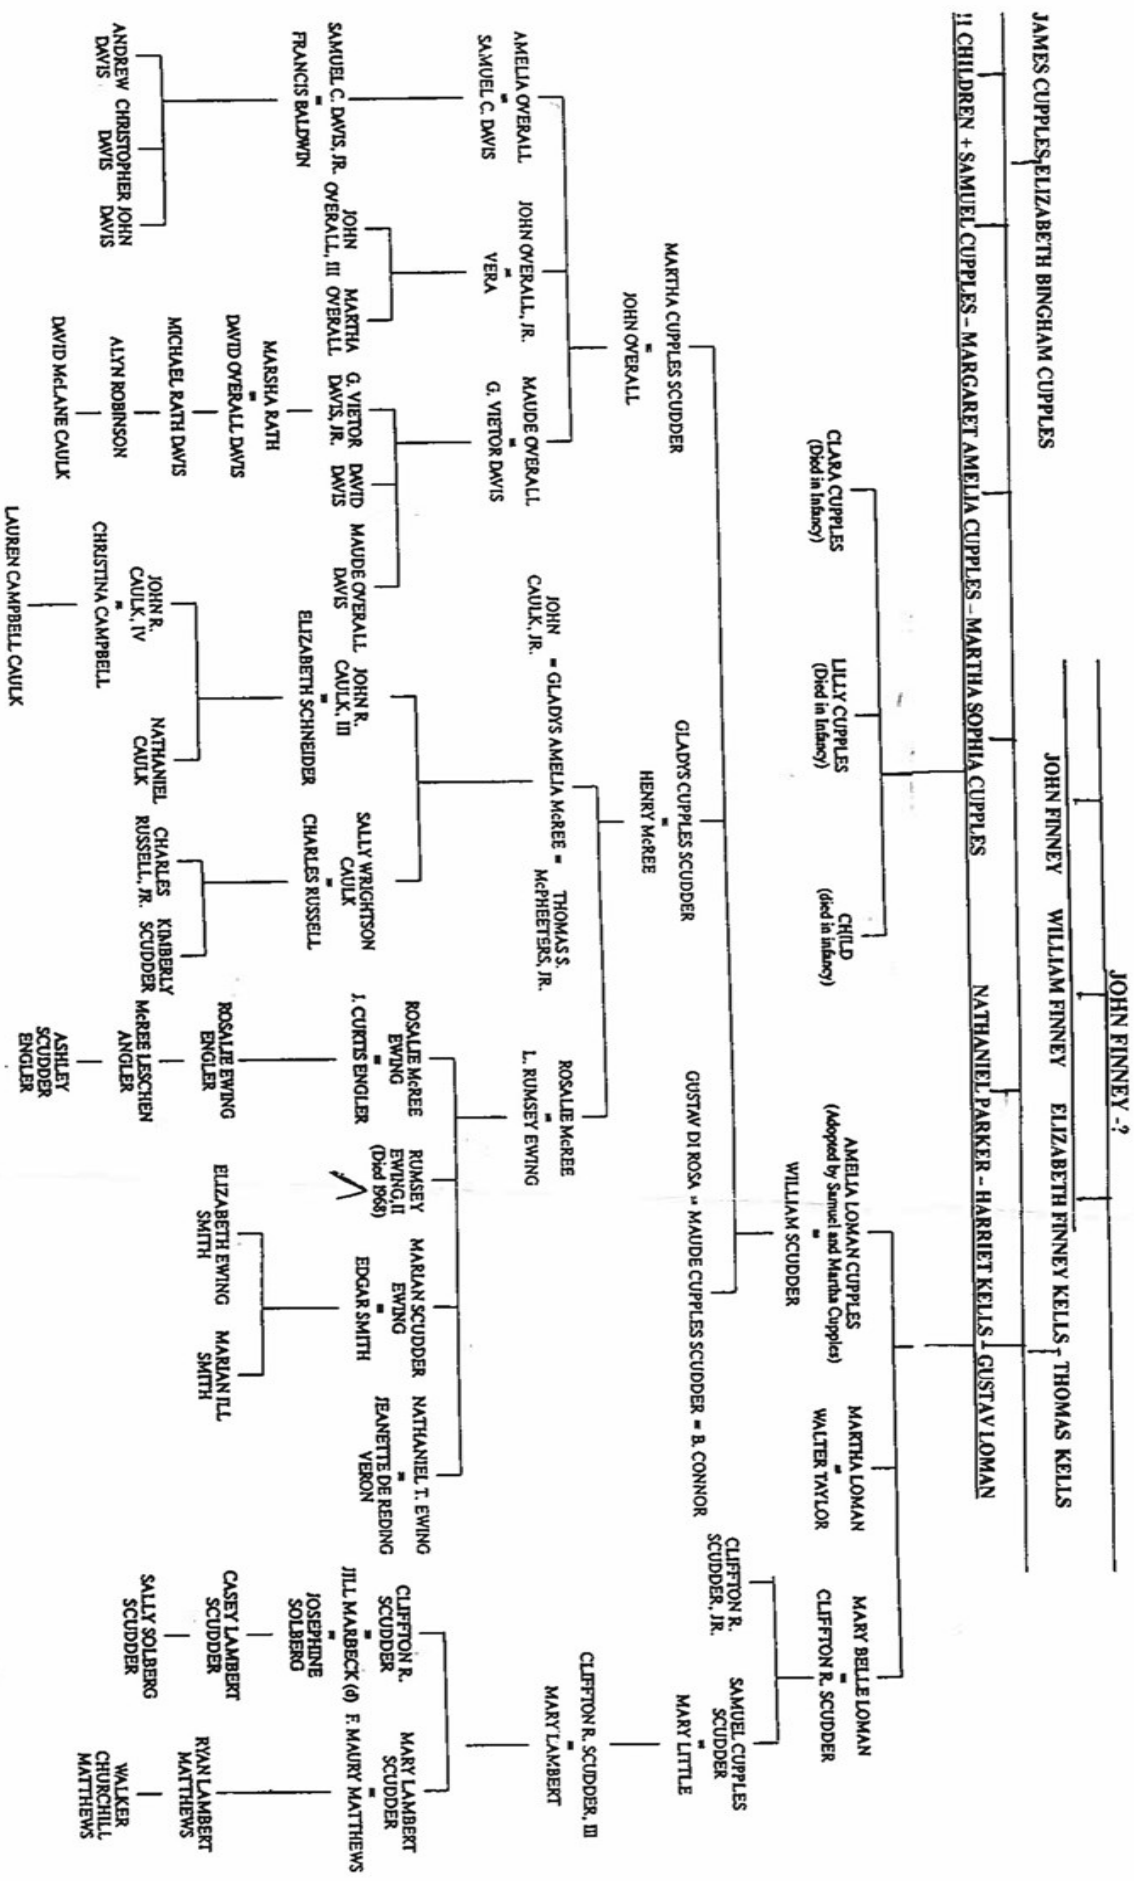 JOHN FINNEY -?
JOHN FINNEY WILLIAM FINNEY ELIZABETH FINNEY KELLS - THOMAS KELLS
JAMES CUPPLES-ELIZABETH BINGHAM CUPPLES
11 CHILDREN + SAMUEL CUPPLES - MARGARET AMELIA CUPPLES - MARTHA SOPHIA CUPPLES
NATHANIEL PARKER - HARRIET KELLS - GUSTAV LOMAN
CLARA CUPPLES
(Died in Infancy)
LILLY CUPPLES
(Died in Infancy)
CHILD
(died in infancy)
AMELIA LOMAN CUPPLES
(Adopted by Samuel and Martha Cupples)
=
WILLIAM SCUDDER
MARTHA LOMAN
=
WALTER TAYLOR
MARY BELLE LOMAN
=
CLIFFTON R. SCUDDER
MARTHA CUPPLES SCUDDER
=
JOHN OVERALL
GLADYS CUPPLES SCUDDER
=
HENRY McREE
GUSTAV DI ROSA = MAUDE CUPPLES SCUDDER = B. CONNOR
CLIFFTON R.
SCUDDER, JR.
SAMUEL CUPPLES
SCUDDER
=
MARY LITTLE
AMELIA OVERALL
=
SAMUEL C. DAVIS
JOHN OVERALL, JR.
=
VERA
MAUDE OVERALL
=
G. VIETOR DAVIS
JOHN
CAULK, JR.
= GLADYS AMELIA McREE =
THOMAS S.
McPHEETERS, JR.
ROSALIE McREE
=
L. RUMSEY EWING
CLIFFTON R. SCUDDER, III
=
MARY LAMBERT
SAMUEL C. DAVIS, JR.
=
FRANCIS BALDWIN
JOHN
OVERALL, III
MARTHA
OVERALL
G. VIETOR
DAVIS, JR.
DAVID
DAVIS
MAUDE OVERALL
DAVIS
JOHN R.
CAULK, III
=
ELIZABETH SCHNEIDER
SALLY WRIGHTSON
CAULK
=
CHARLES RUSSELL
ROSALIE McREE
EWING
=
J. CURTIS ENGLER
RUMSEY
EWING, II
(Died 1968)
MARIAN SCUDDER
EWING
=
EDGAR SMITH
NATHANIEL T. EWING
=
JEANETTE DE REDING
VERON
CLIFFTON R.
SCUDDER
=
JILL MARBECK (d)
=
JOSEPHINE
SOLBERG
MARY LAMBERT
SCUDDER
=
F. MAURY MATTHEWS
ANDREW
DAVIS
CHRISTOPHER
DAVIS
JOHN
DAVIS
MARSHA RATH
=
DAVID OVERALL DAVIS
MICHAEL RATH DAVIS
ALYN ROBINSON
DAVID McLANE CAULK
JOHN R.
CAULK, IV
=
CHRISTINA CAMPBELL
LAUREN CAMPBELL CAULK
NATHANIEL
CAULK
CHARLES
RUSSELL, JR.
KIMBERLY
SCUDDER
ROSALIE EWING
ENGLER
McREE LESCHEN
ANGLER
ASHLEY
SCUDDER
ENGLER
ELIZABETH EWING
SMITH
MARIAN ILL
SMITH
CASEY LAMBERT
SCUDDER
SALLY SOLBERG
SCUDDER
RYAN LAMBERT
MATTHEWS
WALKER
CHURCHILL
MATTHEWS